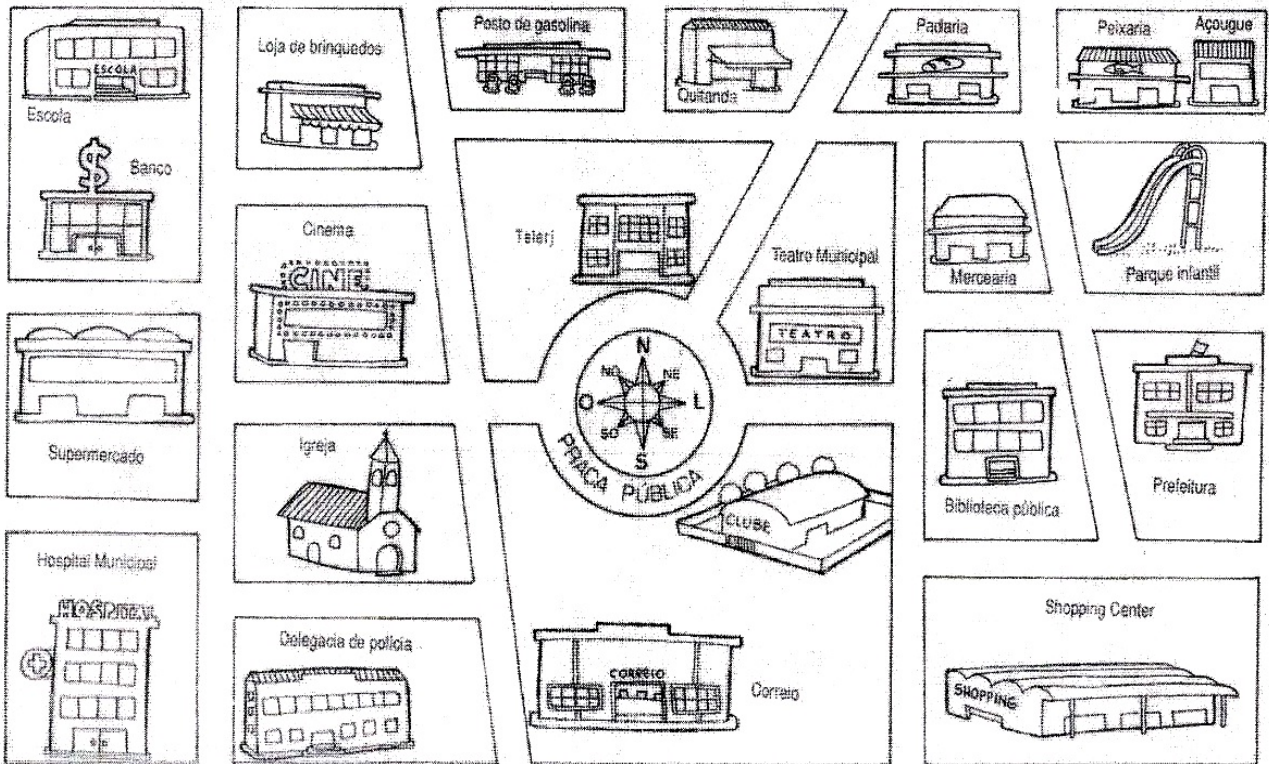 ESCOLA
Escola
Banco
$
Loja de brinquedos
Posto de gasolina
Quitanda
Padaria
Peixaria
Açougue
Cinema
CINE
Telerj
Teatro Municipal
TEATRO
Mercearia
Parque infantil
Supermercado
Igreja
N
NO
NE
O
L
SO
SE
S
PRAÇA PÚBLICA
CLUBE
Biblioteca pública
Prefeitura
Hospital Municipal
HOSPITAL
Delegacia de polícia
CORREIO
Correio
Shopping Center
SHOPPING